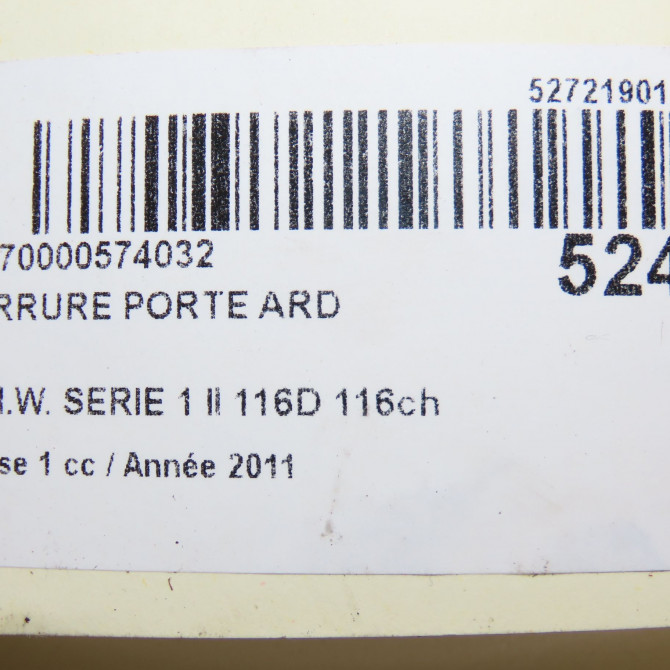 52721901
70000574032
524
RRURE PORTE ARD
I.W. SERIE 1 II 116D 116ch
se 1 cc / Année 2011